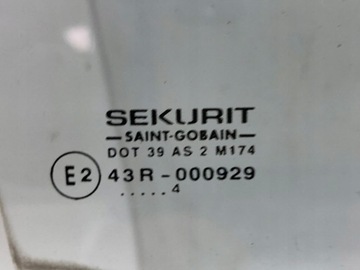 SEKURIT
—SAINT-GOBAIN—
DOT 39 AS 2 M174
E2 43R-000929
.....4